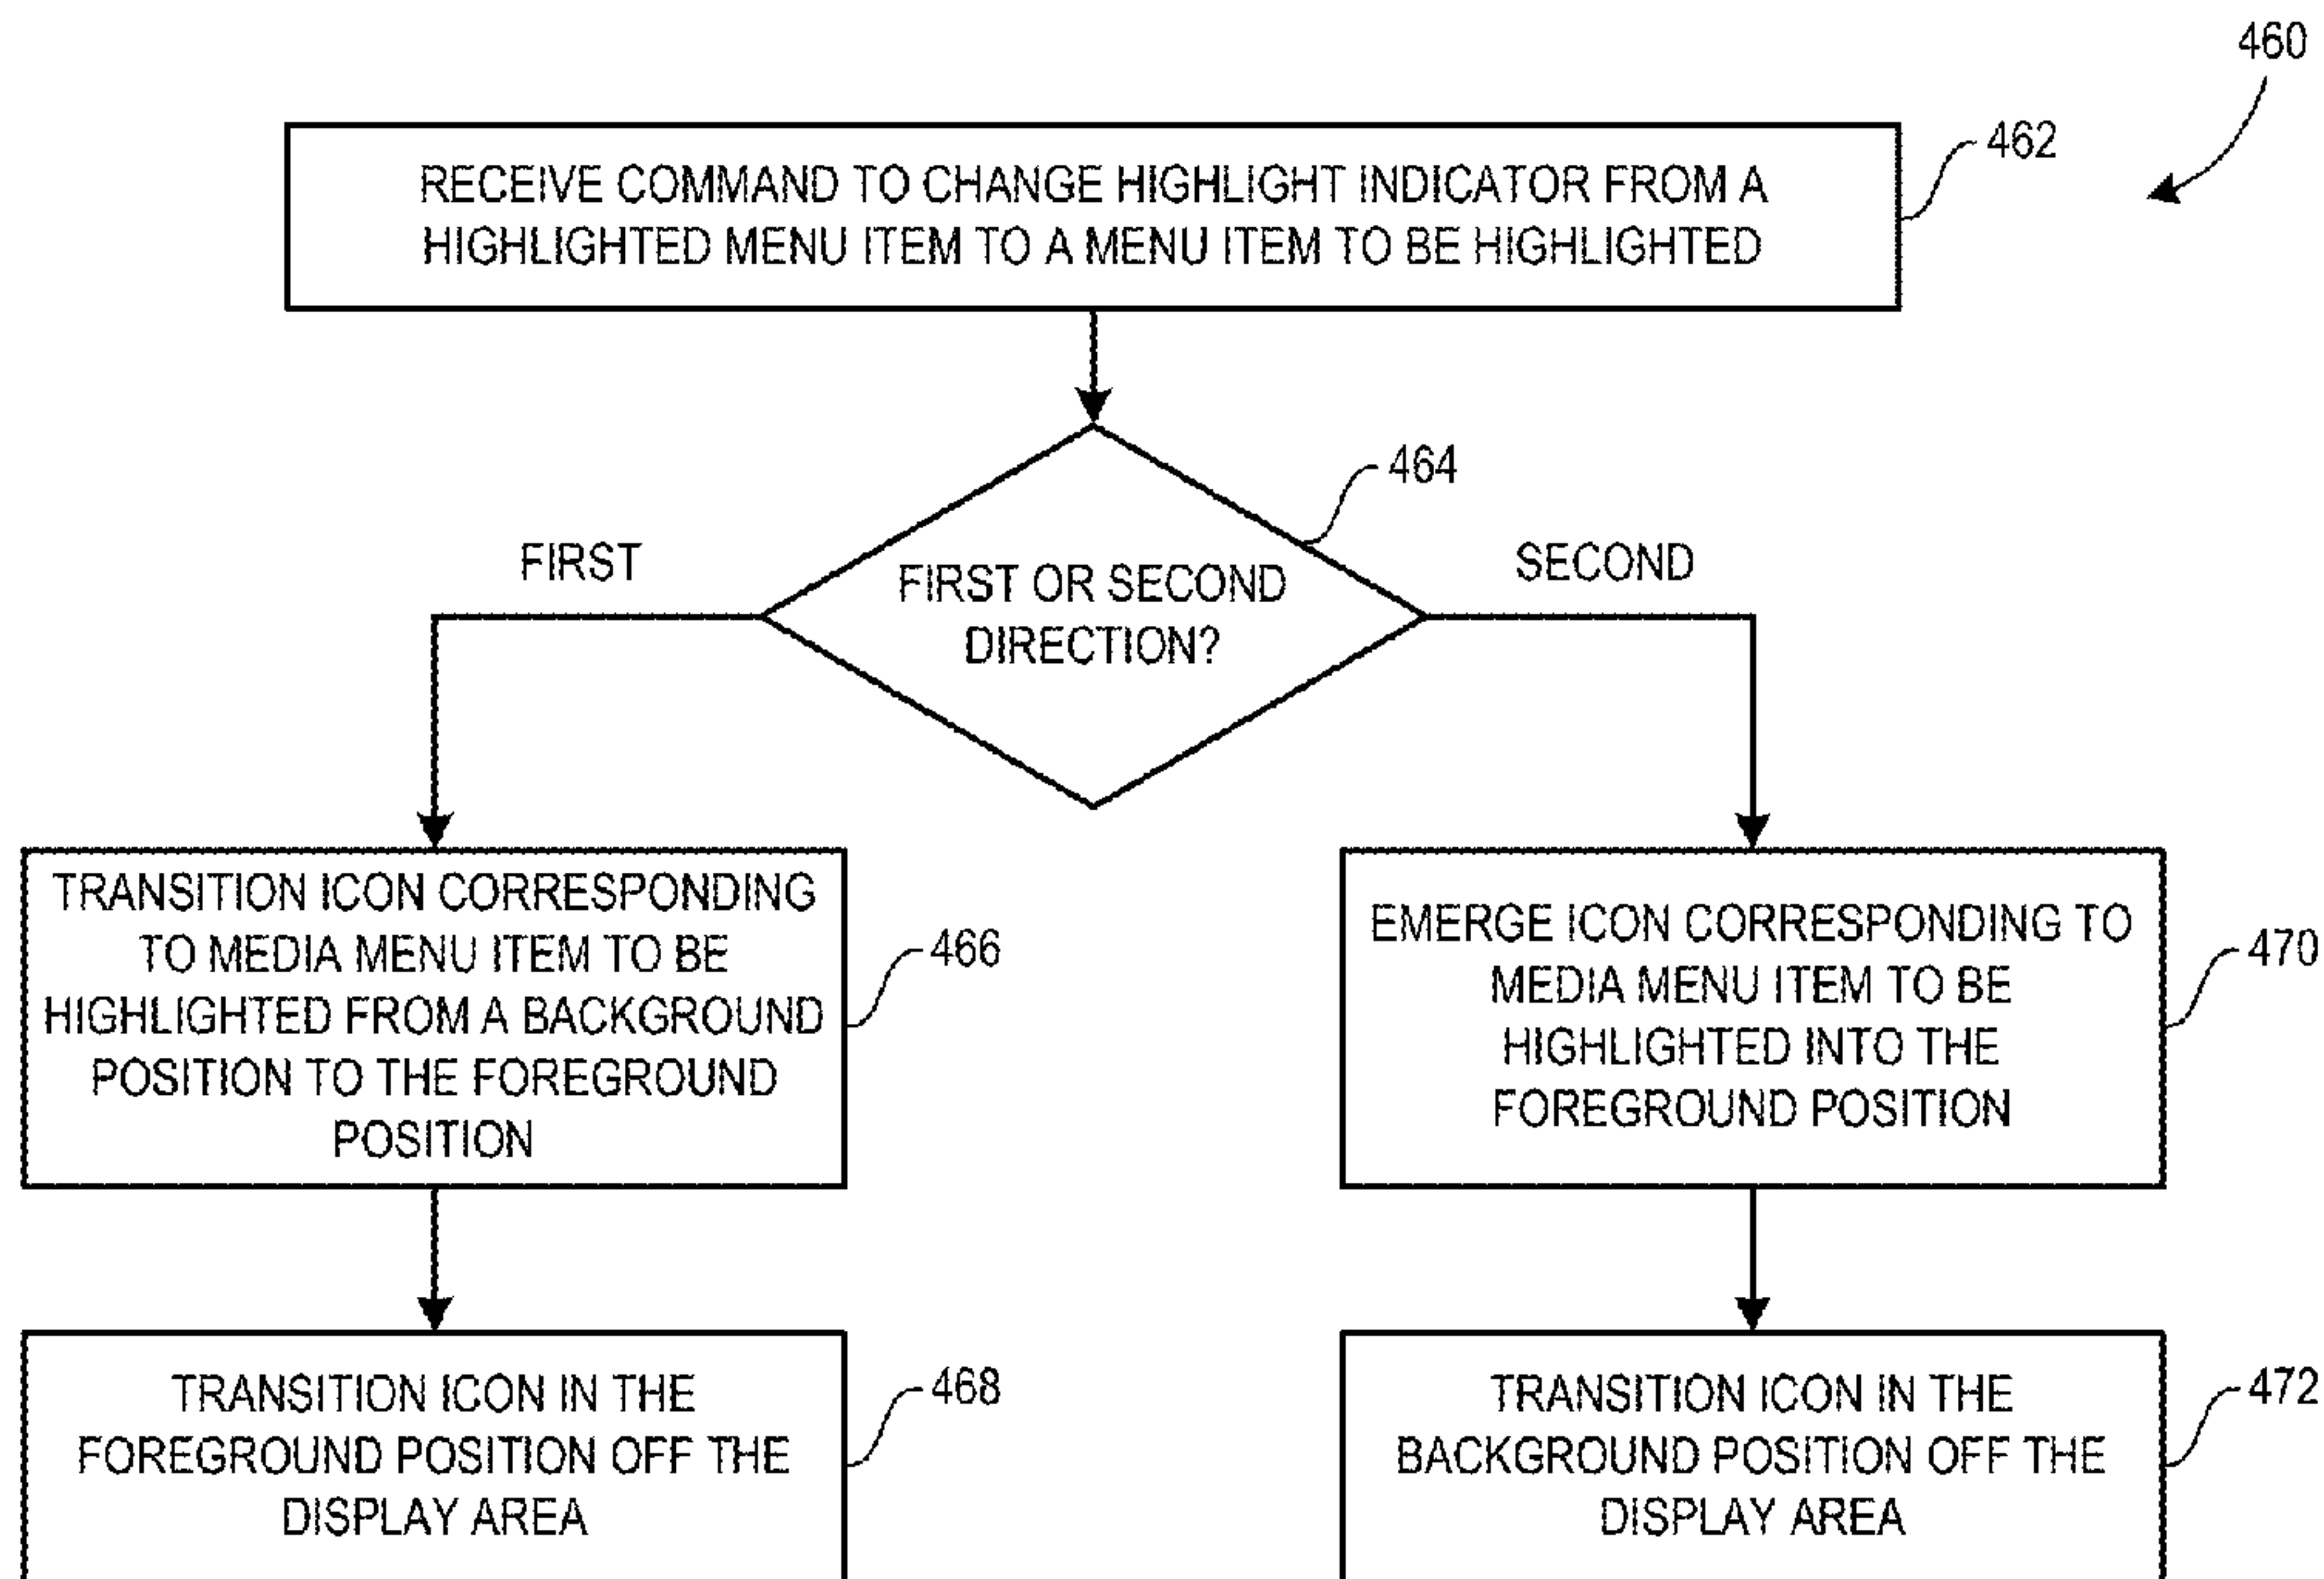 460
RECEIVE COMMAND TO CHANGE HIGHLIGHT INDICATOR FROM A
HIGHLIGHTED MENU ITEM TO A MENU ITEM TO BE HIGHLIGHTED
462
FIRST OR SECOND
DIRECTION?
464
FIRST
SECOND
TRANSITION ICON CORRESPONDING
TO MEDIA MENU ITEM TO BE
HIGHLIGHTED FROM A BACKGROUND
POSITION TO THE FOREGROUND
POSITION
466
EMERGE ICON CORRESPONDING TO
MEDIA MENU ITEM TO BE
HIGHLIGHTED INTO THE
FOREGROUND POSITION
470
TRANSITION ICON IN THE
FOREGROUND POSITION OFF THE
DISPLAY AREA
468
TRANSITION ICON IN THE
BACKGROUND POSITION OFF THE
DISPLAY AREA
472